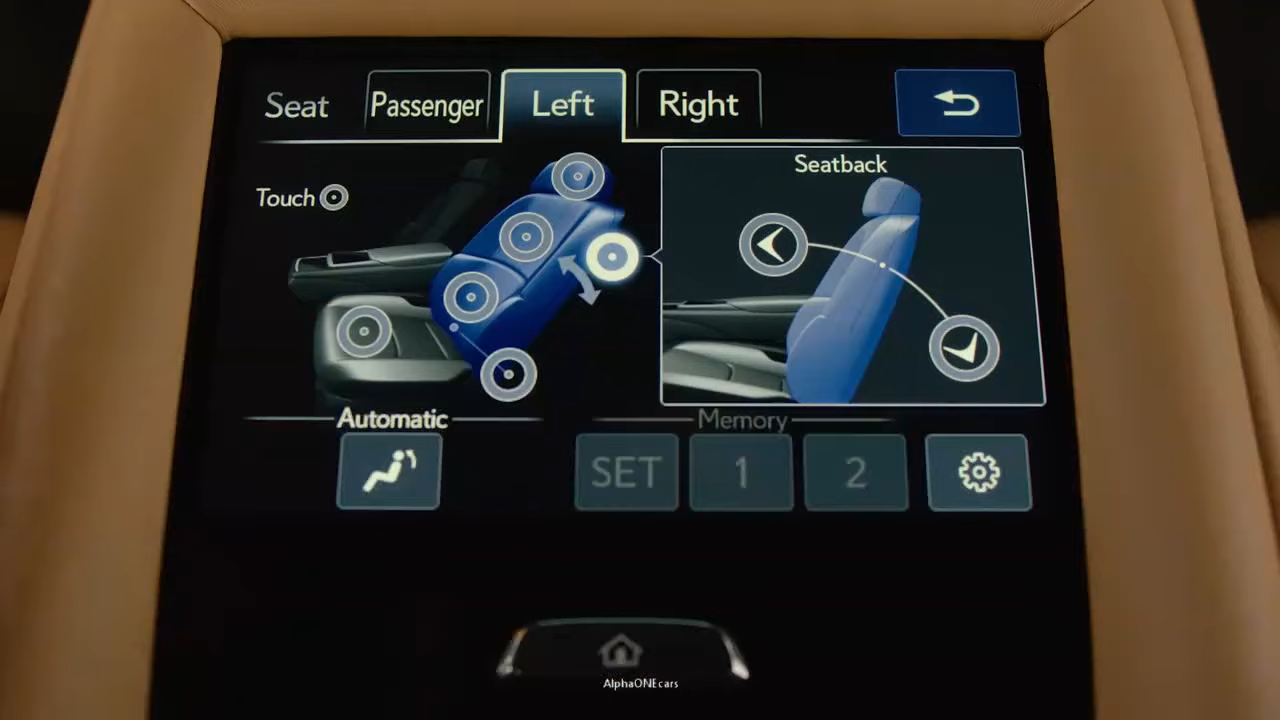 Seat Passenger Left Right
Seatback
Touch
Automatic
Memory
SET 1 2
AlphaONEcars